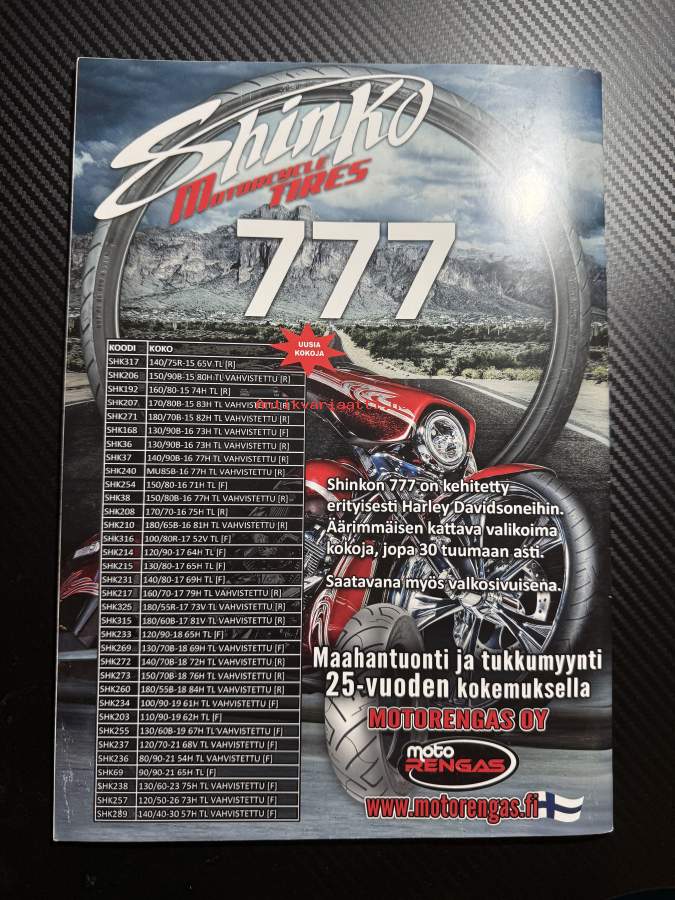 Shinko
MOTORCYCLE
TIRES
777
UUSIA
KOKOJA
KOODI KOKO
SHK317 140/75R-15 65V TL [R]
SHK206 150/90B-15 80H TL VAHVISTETTU [R]
SHK192 160/80-15 74H TL [R]
SHK207 170/80B-15 83H TL VAHVISTETTU [R]
SHK271 180/70B-15 82H TL VAHVISTETTU [R]
SHK168 130/90B-16 73H TL VAHVISTETTU [F]
SHK36 130/90B-16 73H TL VAHVISTETTU [R]
SHK37 140/90B-16 77H TL VAHVISTETTU [R]
SHK240 MU85B-16 77H TL VAHVISTETTU [R]
SHK254 150/80-16 71H TL [F]
SHK38 150/80B-16 77H TL VAHVISTETTU [R]
SHK208 170/70-16 75H TL [R]
SHK210 180/65B-16 81H TL VAHVISTETTU [R]
SHK316 100/80R-17 52V TL [F]
SHK214 120/90-17 64H TL [F]
SHK215 130/80-17 65H TL [F]
SHK231 140/80-17 69H TL [F]
SHK217 160/70-17 79H TL VAHVISTETTU [R]
SHK325 180/55R-17 73V TL VAHVISTETTU [R]
SHK315 180/60B-17 81V TL VAHVISTETTU [R]
SHK233 120/90-18 65H TL [F]
SHK269 130/70B-18 69H TL VAHVISTETTU [F]
SHK272 140/70B-18 72H TL VAHVISTETTU [R]
SHK273 150/70B-18 76H TL VAHVISTETTU [R]
SHK260 180/55B-18 84H TL VAHVISTETTU [R]
SHK234 100/90-19 61H TL VAHVISTETTU [F]
SHK203 110/90-19 62H TL [F]
SHK255 130/60B-19 67H TL VAHVISTETTU [F]
SHK237 120/70-21 68V TL VAHVISTETTU [F]
SHK236 80/90-21 54H TL VAHVISTETTU [F]
SHK69 90/90-21 65H TL [F]
SHK238 130/60-23 75H TL VAHVISTETTU [F]
SHK257 120/50-26 73H TL VAHVISTETTU [F]
SHK289 140/40-30 57H TL VAHVISTETTU [F]
Shinkon 777 on kehitetty
erityisesti Harley Davidsoneihin.
Äärimmäisen kattava valikoima
kokoja, jopa 30 tuumaan asti.
Saatavana myös valkosivuisena.
Maahantuonti ja tukkumyynti
25-vuoden kokemuksella
MOTORENGAS OY
moto
RENGAS
www.motorengas.fi